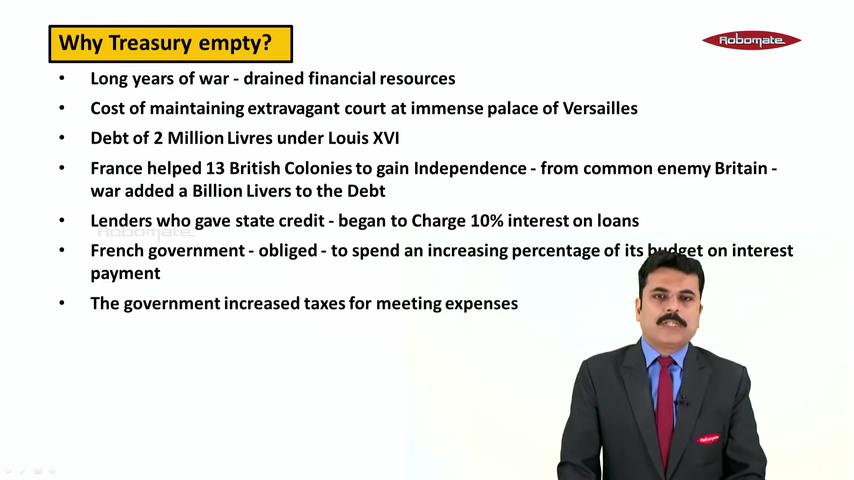 Why Treasury empty?
Robomate
• Long years of war - drained financial resources
• Cost of maintaining extravagant court at immense palace of Versailles
• Debt of 2 Million Livres under Louis XVI
• France helped 13 British Colonies to gain Independence - from common enemy Britain -
war added a Billion Livers to the Debt
• Lenders who gave state credit - began to Charge 10% interest on loans
Robomate
• French government - obliged - to spend an increasing percentage of its budget on interest
payment
• The government increased taxes for meeting expenses
Robomate